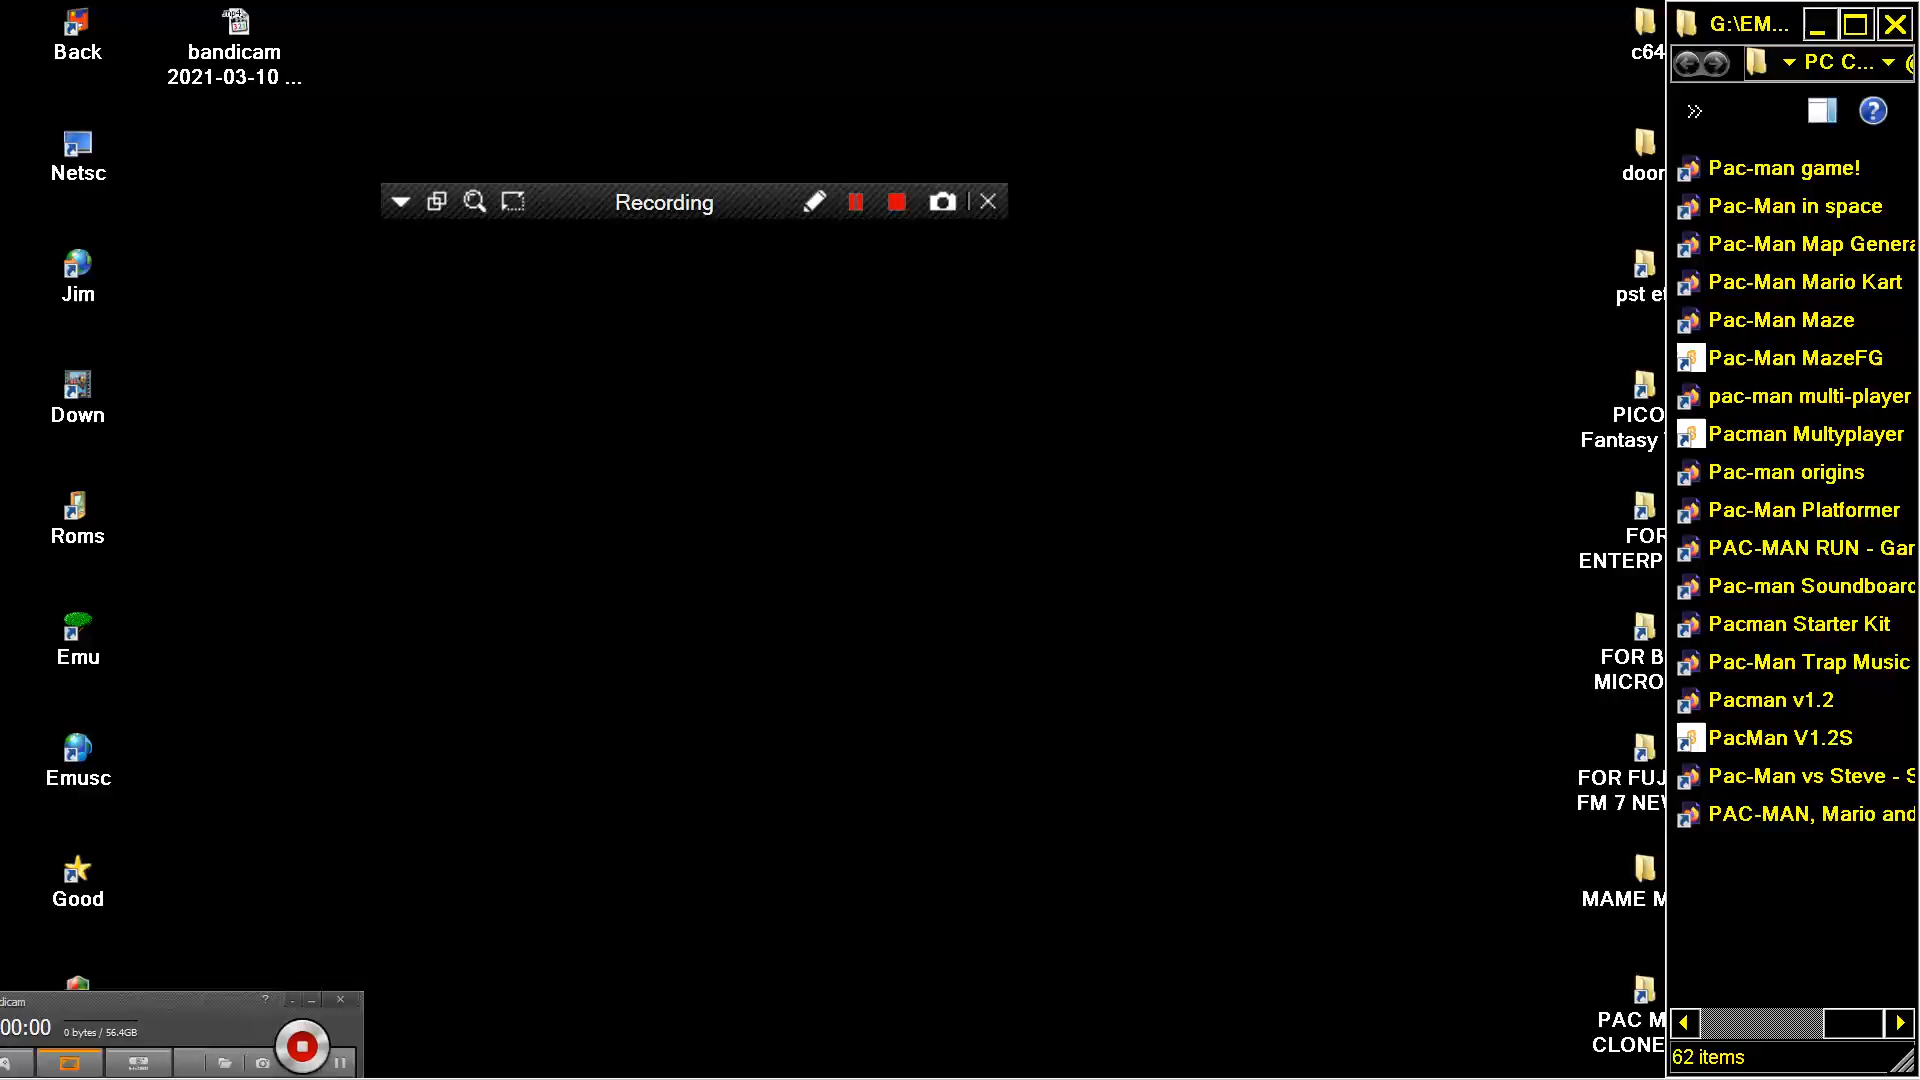 Back
bandicam
2021-03-10 ...
Netsc
Jim
Down
Roms
Emu
Emusc
Good
mp4
321
Recording
dicam
00:00
0 bytes / 56.4GB
c64
door
pst et
PICO
Fantasy
FOR
ENTERP
FOR B
MICRO
FOR FUJ
FM 7 NEW
MAME M
PAC M
CLONE
G:\EM...
PC C...
Pac-man game!
Pac-Man in space
Pac-Man Map Genera
Pac-Man Mario Kart
Pac-Man Maze
Pac-Man MazeFG
pac-man multi-player
Pacman Multyplayer
Pac-man origins
Pac-Man Platformer
PAC-MAN RUN - Gar
Pac-man Soundboard
Pacman Starter Kit
Pac-Man Trap Music
Pacman v1.2
PacMan V1.2S
Pac-Man vs Steve - S
PAC-MAN, Mario and
62 items